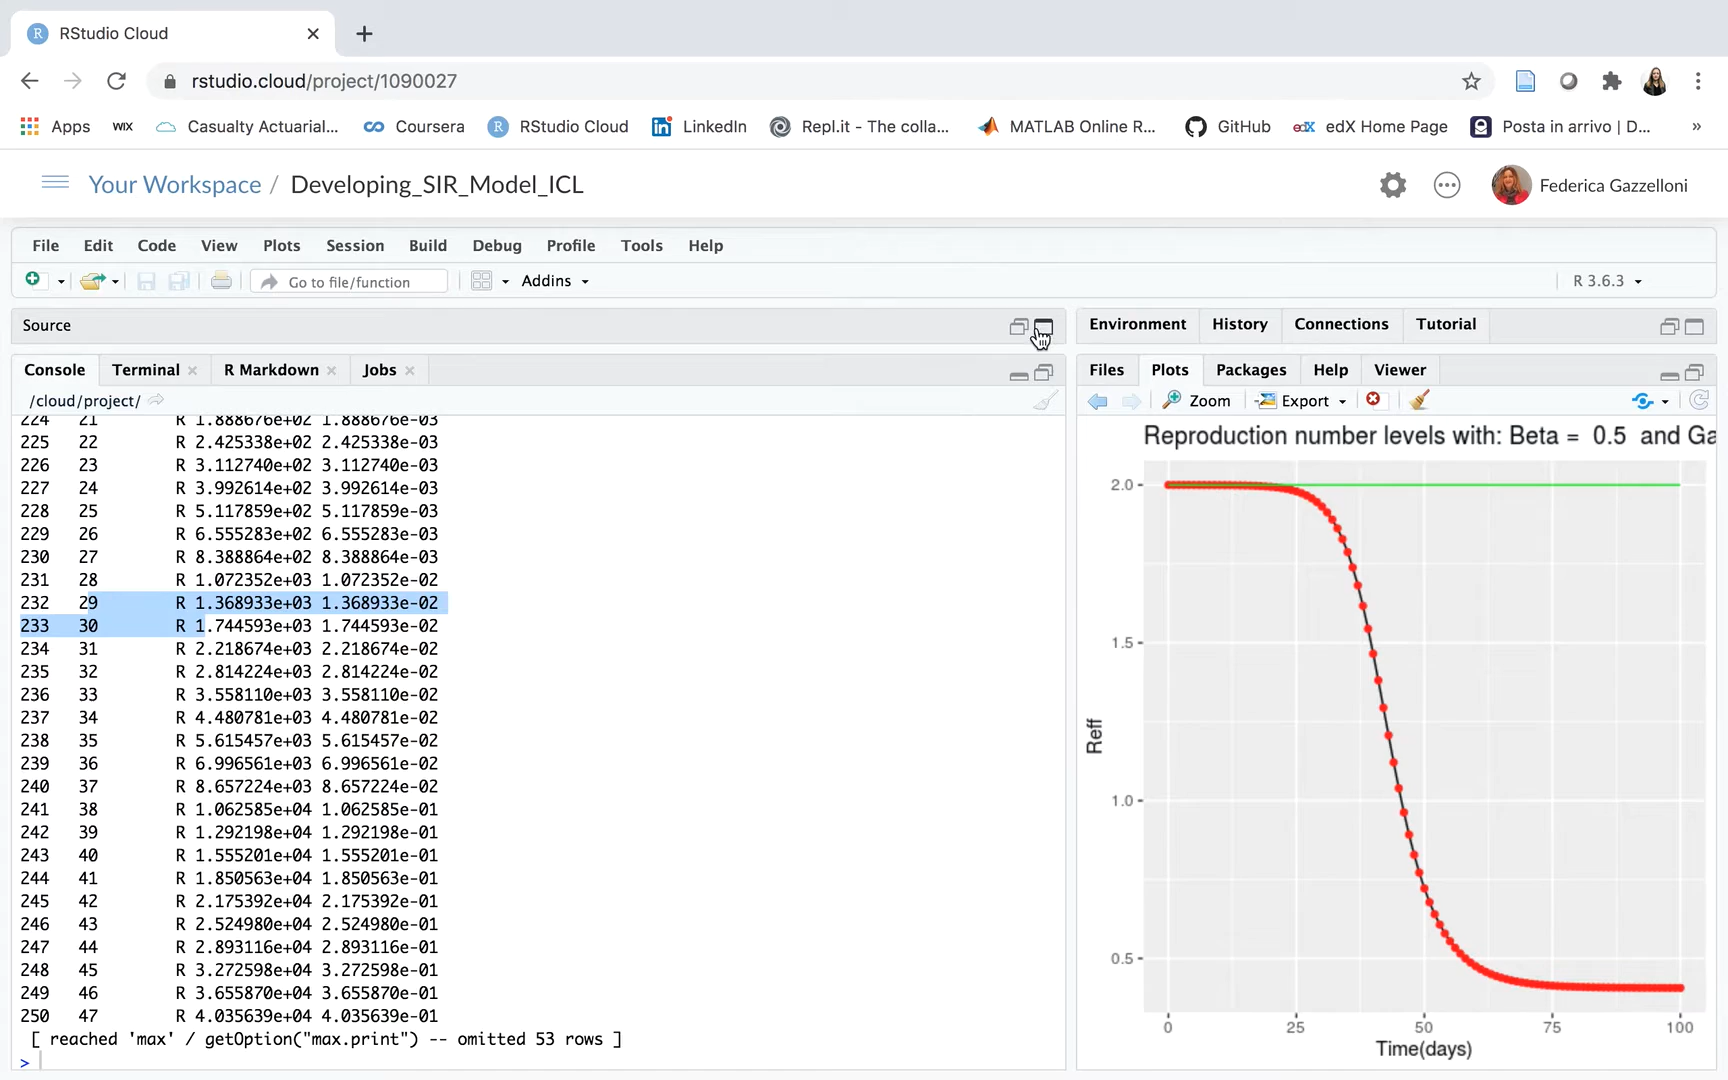 RStudio Cloud
rstudio.cloud/project/1090027
Apps WIX Casualty Actuarial... Coursera RStudio Cloud LinkedIn Repl.it - The colla... MATLAB Online R... GitHub edX edX Home Page Posta in arrivo | D... »
Your Workspace / Developing_SIR_Model_ICL
Federica Gazzelloni
File Edit Code View Plots Session Build Debug Profile Tools Help
Go to file/function Addins R 3.6.3
Source
Environment History Connections Tutorial
Console Terminal R Markdown Jobs
Files Plots Packages Help Viewer
/cloud/project/
Zoom Export
224 21 R 1.888676e+02 1.888676e-03
225 22 R 2.425338e+02 2.425338e-03
226 23 R 3.112740e+02 3.112740e-03
227 24 R 3.992614e+02 3.992614e-03
228 25 R 5.117859e+02 5.117859e-03
229 26 R 6.555283e+02 6.555283e-03
230 27 R 8.388864e+02 8.388864e-03
231 28 R 1.072352e+03 1.072352e-02
232 29 R 1.368933e+03 1.368933e-02
233 30 R 1.744593e+03 1.744593e-02
234 31 R 2.218674e+03 2.218674e-02
235 32 R 2.814224e+03 2.814224e-02
236 33 R 3.558110e+03 3.558110e-02
237 34 R 4.480781e+03 4.480781e-02
238 35 R 5.615457e+03 5.615457e-02
239 36 R 6.996561e+03 6.996561e-02
240 37 R 8.657224e+03 8.657224e-02
241 38 R 1.062585e+04 1.062585e-01
242 39 R 1.292198e+04 1.292198e-01
243 40 R 1.555201e+04 1.555201e-01
244 41 R 1.850563e+04 1.850563e-01
245 42 R 2.175392e+04 2.175392e-01
246 43 R 2.524980e+04 2.524980e-01
247 44 R 2.893116e+04 2.893116e-01
248 45 R 3.272598e+04 3.272598e-01
249 46 R 3.655870e+04 3.655870e-01
250 47 R 4.035639e+04 4.035639e-01
[ reached 'max' / getOption("max.print") -- omitted 53 rows ]
>
Reproduction number levels with: Beta = 0.5 and Ga
2.0
1.5
1.0
0.5
Reff
0 25 50 75 100
Time(days)